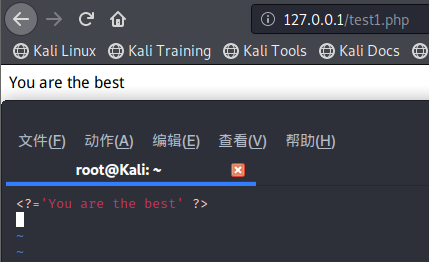 127.0.0.1/test1.php
Kali Linux Kali Training Kali Tools Kali Docs
You are the best
文件(F) 动作(A) 编辑(E) 查看(V) 帮助(H)
root@Kali: ~
<?='You are the best' ?>
~
~